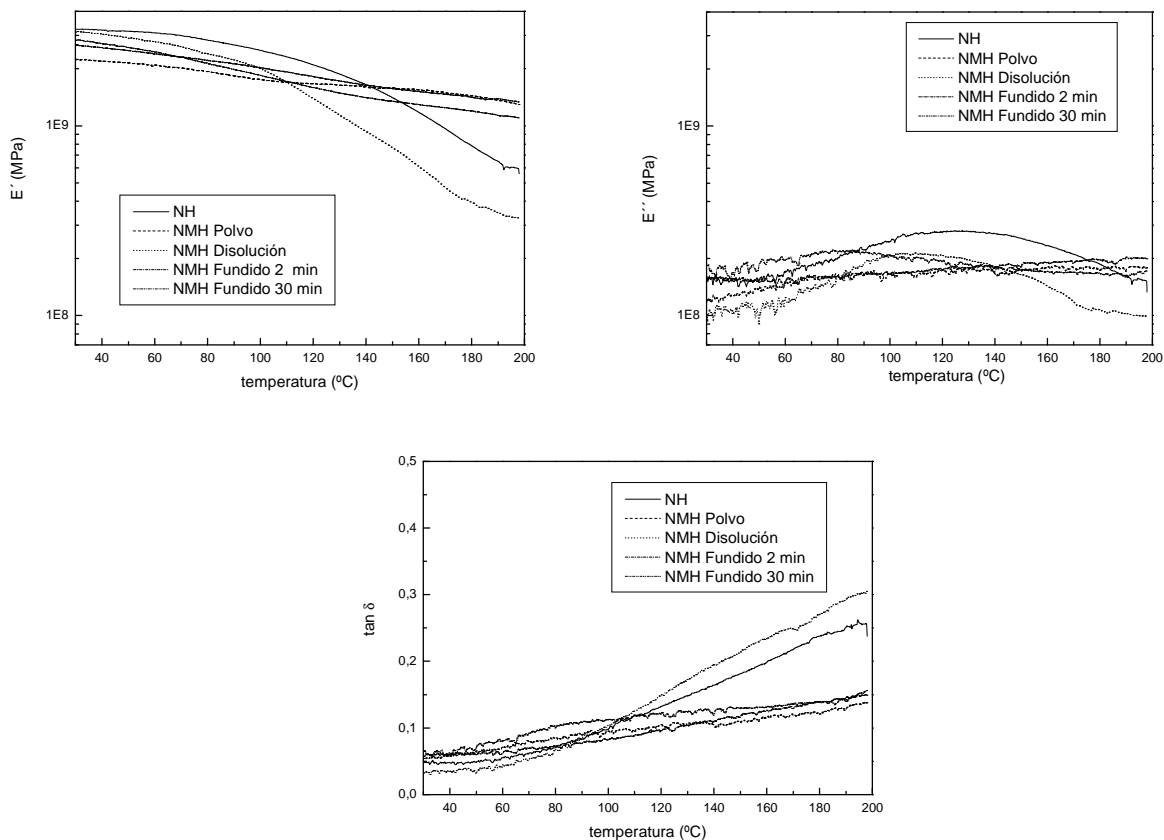 1E9
1E8
E´ (MPa)
NH
NMH Polvo
NMH Disolución
NMH Fundido 2 min
NMH Fundido 30 min
40 60 80 100 120 140 160 180 200
temperatura (ºC)
1E9
1E8
E´´ (MPa)
NH
NMH Polvo
NMH Disolución
NMH Fundido 2 min
NMH Fundido 30 min
40 60 80 100 120 140 160 180 200
temperatura (ºC)
0,5
0,4
0,3
0,2
0,1
0,0
tan δ
NH
NMH Polvo
NMH Disolución
NMH Fundido 2 min
NMH Fundido 30 min
40 60 80 100 120 140 160 180 200
temperatura (ºC)